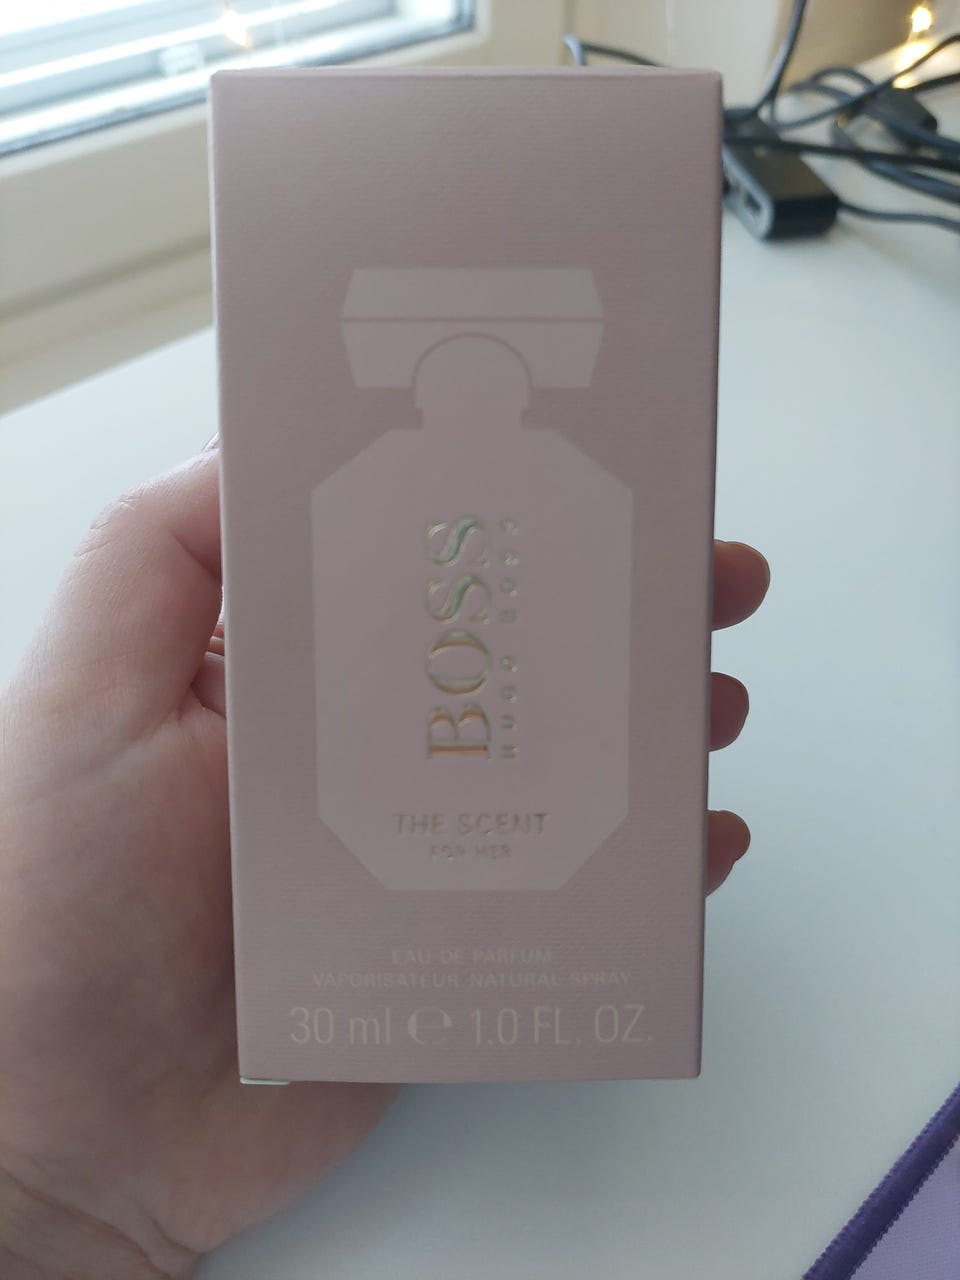 BOSS
HUGO BOSS
THE SCENT
FOR HER
EAU DE PARFUM
VAPORISATEUR NATURAL SPRAY
30 ml ℮ 1.0 FL. OZ.